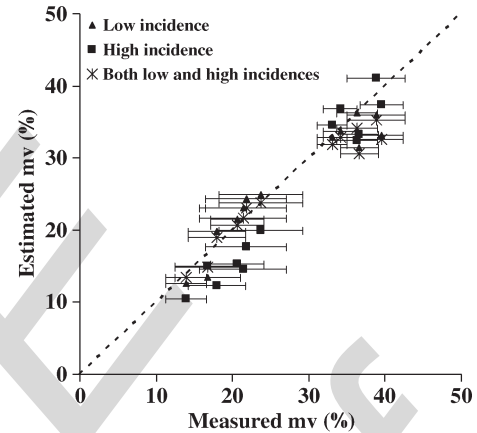 50
Low incidence
High incidence
Both low and high incidences
40
30
20
10
0
Estimated mv (%)
0 10 20 30 40 50
Measured mv (%)